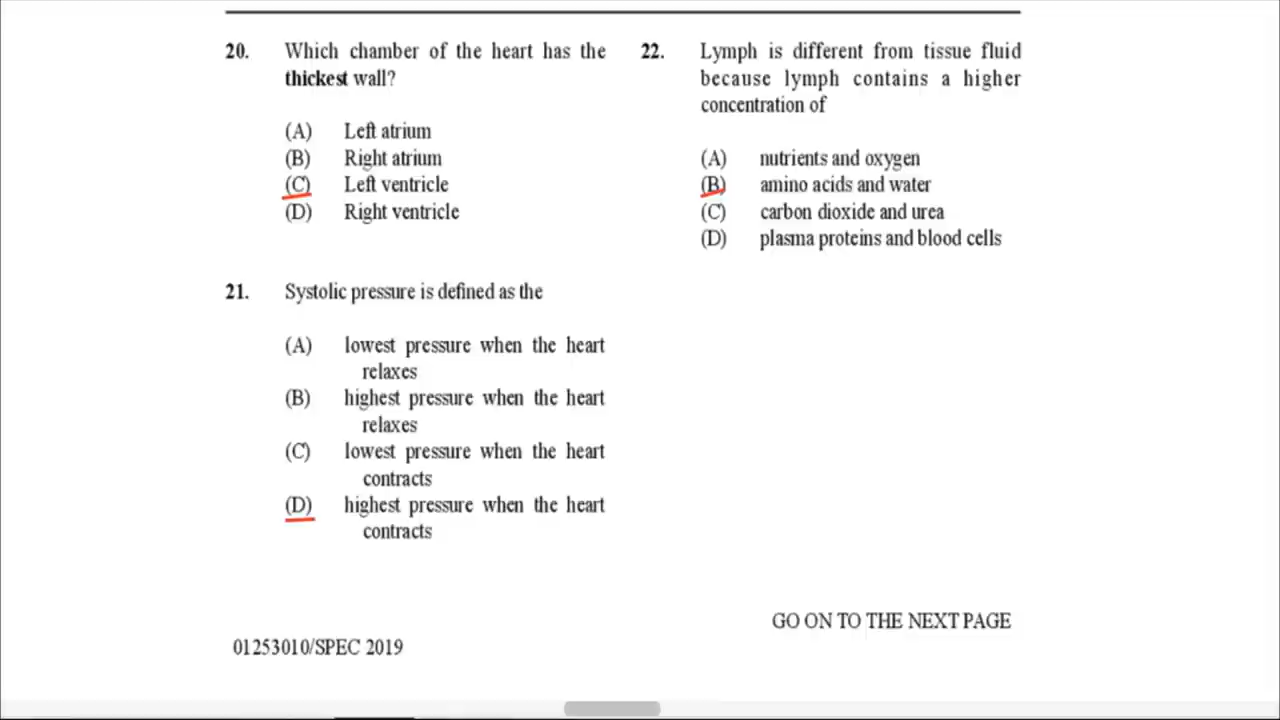 20. Which chamber of the heart has the
thickest wall?
(A) Left atrium
(B) Right atrium
(C) Left ventricle
(D) Right ventricle
21. Systolic pressure is defined as the
(A) lowest pressure when the heart
relaxes
(B) highest pressure when the heart
relaxes
(C) lowest pressure when the heart
contracts
(D) highest pressure when the heart
contracts
22. Lymph is different from tissue fluid
because lymph contains a higher
concentration of
(A) nutrients and oxygen
(B) amino acids and water
(C) carbon dioxide and urea
(D) plasma proteins and blood cells
GO ON TO THE NEXT PAGE
01253010/SPEC 2019